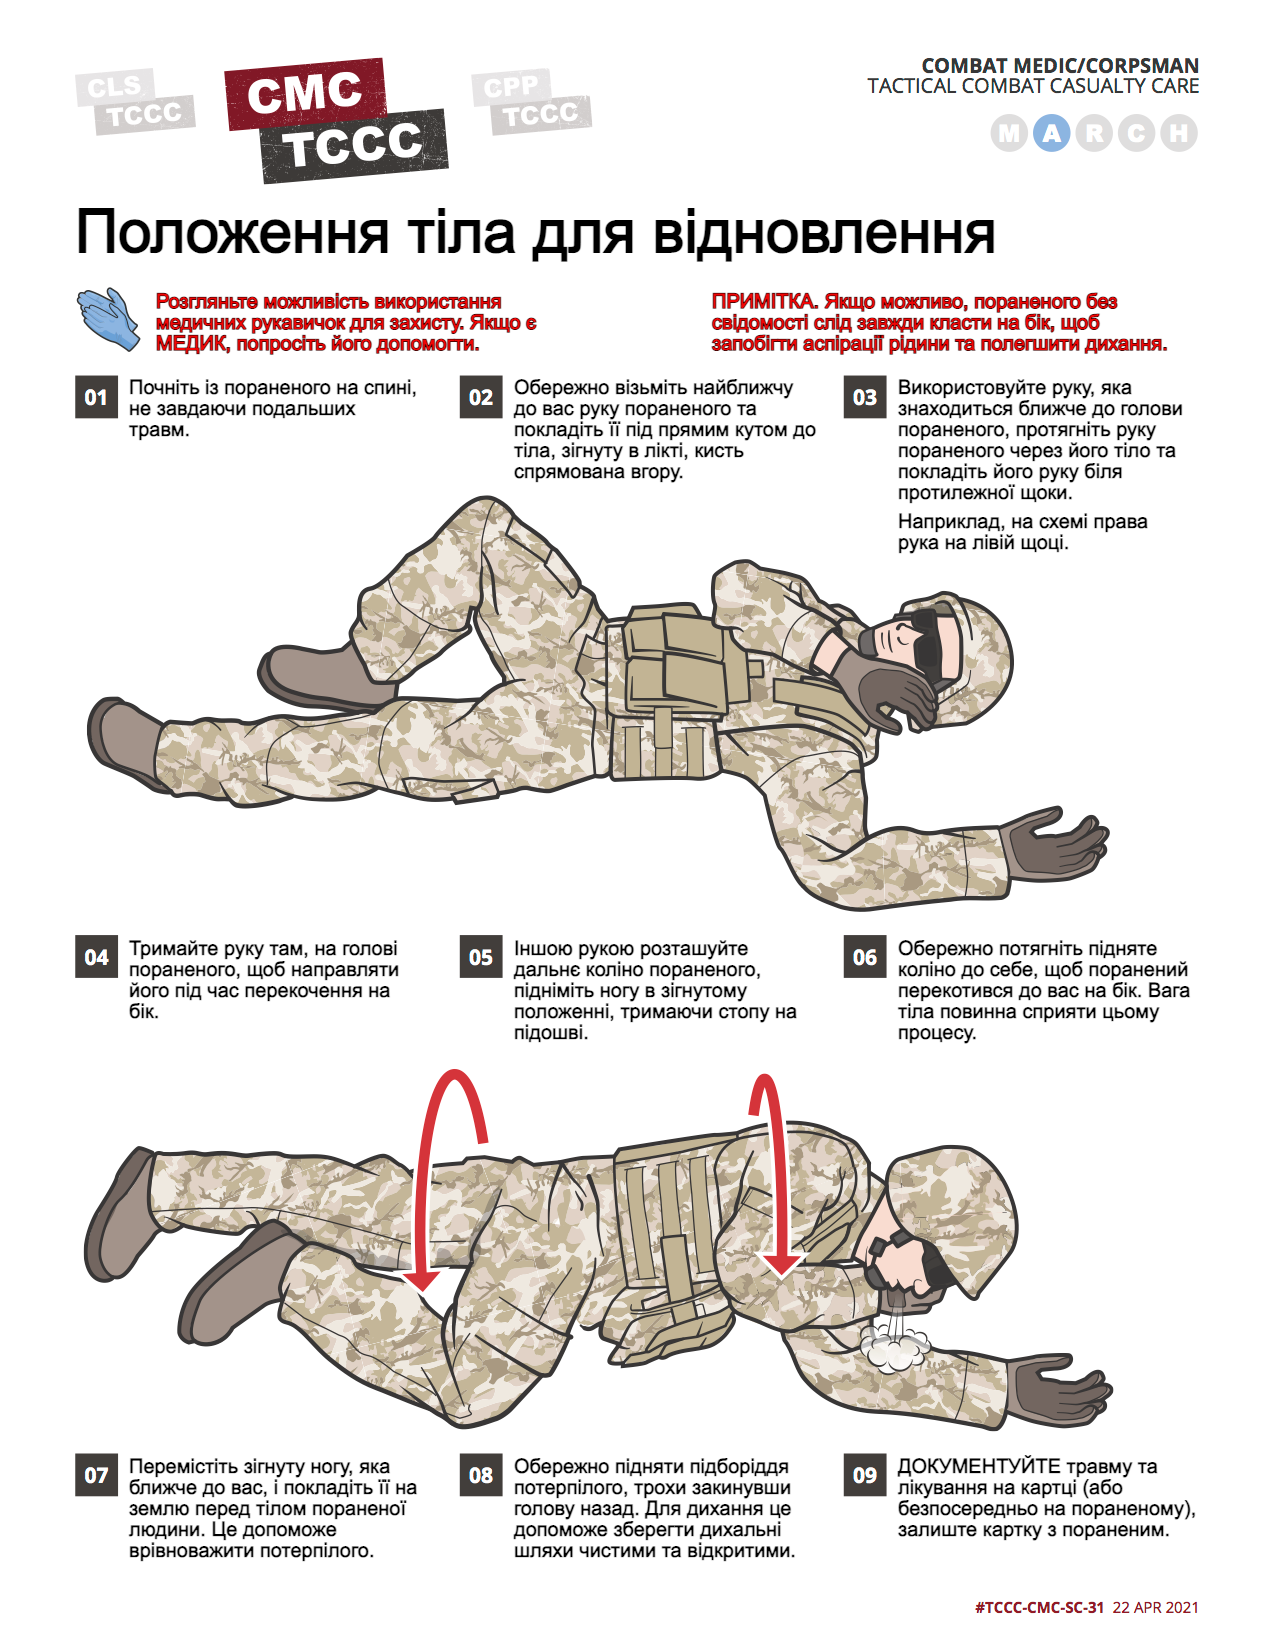 CLS
TCCC
CMC
TCCC
CPP
TCCC
COMBAT MEDIC/CORPSMAN
TACTICAL COMBAT CASUALTY CARE
M A R C H
Положення тіла для відновлення
Розгляньте можливість використання
медичних рукавичок для захисту. Якщо є
МЕДИК, попросіть його допомогти.
ПРИМІТКА. Якщо можливо, пораненого без
свідомості слід завжди класти на бік, щоб
запобігти аспірації рідини та полегшити дихання.
01
Почніть із пораненого на спині,
не завдаючи подальших
травм.
02
Обережно візьміть найближчу
до вас руку пораненого та
покладіть її під прямим кутом до
тіла, зігнуту в лікті, кисть
спрямована вгору.
03
Використовуйте руку, яка
знаходиться ближче до голови
пораненого, протягніть руку
пораненого через його тіло та
покладіть його руку біля
протилежної щоки.
Наприклад, на схемі права
рука на лівій щоці.
04
Тримайте руку там, на голові
пораненого, щоб направляти
його під час перекочення на
бік.
05
Іншою рукою розташуйте
дальнє коліно пораненого,
підніміть ногу в зігнутому
положенні, тримаючи стопу на
підошві.
06
Обережно потягніть підняте
коліно до себе, щоб поранений
перекотився до вас на бік. Вага
тіла повинна сприяти цьому
процесу.
07
Перемістіть зігнуту ногу, яка
ближче до вас, і покладіть її на
землю перед тілом пораненої
людини. Це допоможе
врівноважити потерпілого.
08
Обережно підняти підборіддя
потерпілого, трохи закинувши
голову назад. Для дихання це
допоможе зберегти дихальні
шляхи чистими та відкритими.
09
ДОКУМЕНТУЙТЕ травму та
лікування на картці (або
безпосередньо на пораненому),
залиште картку з пораненим.
#TCCC-CMC-SC-31 22 APR 2021